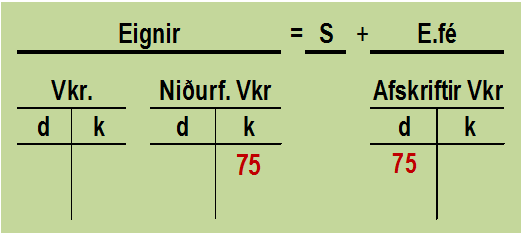 Eignir = S + E.fé
Vkr. Niðurf. Vkr Afskriftir Vkr
d k d k d k
75 75